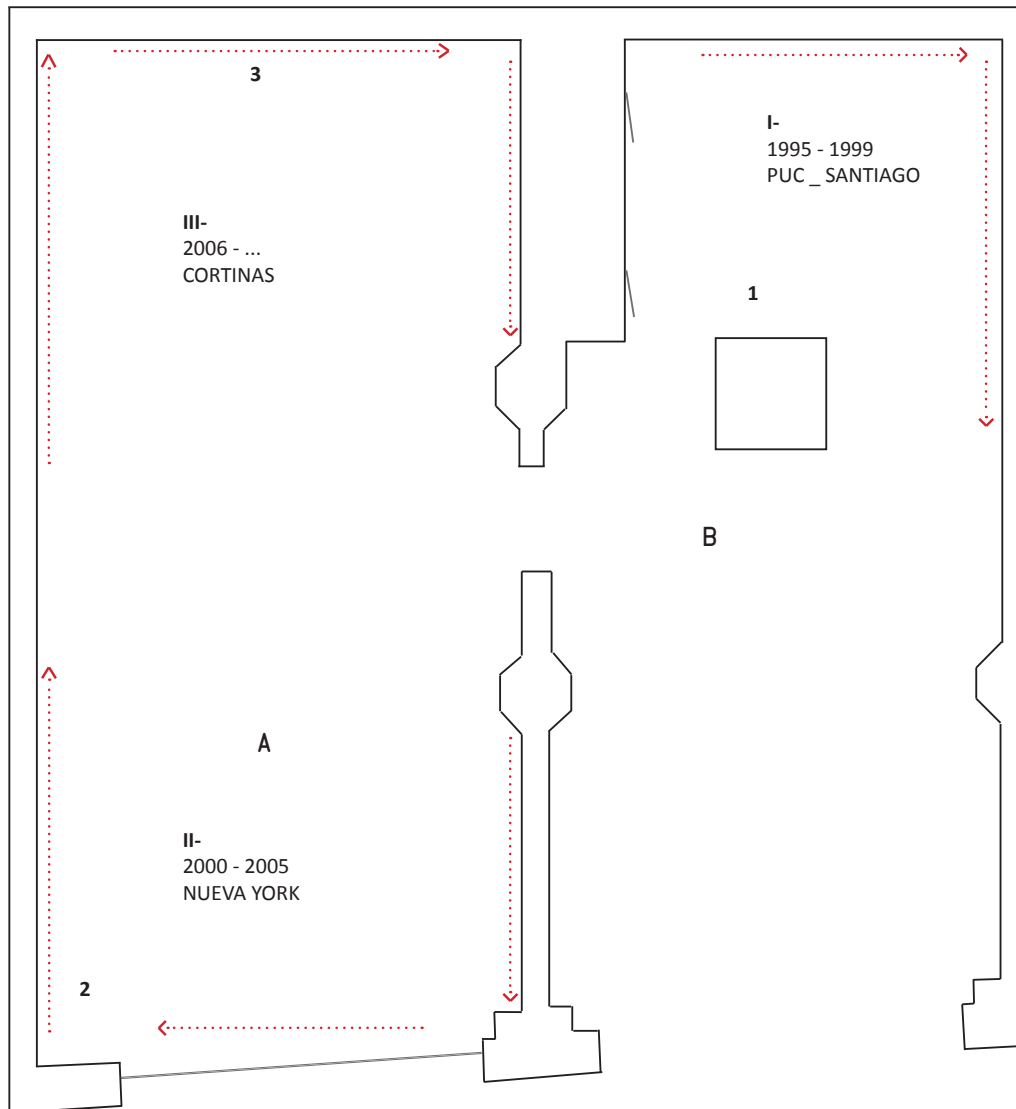 3
I-
1995 - 1999
PUC _ SANTIAGO
III-
2006 - ...
CORTINAS
1
B
A
II-
2000 - 2005
NUEVA YORK
2